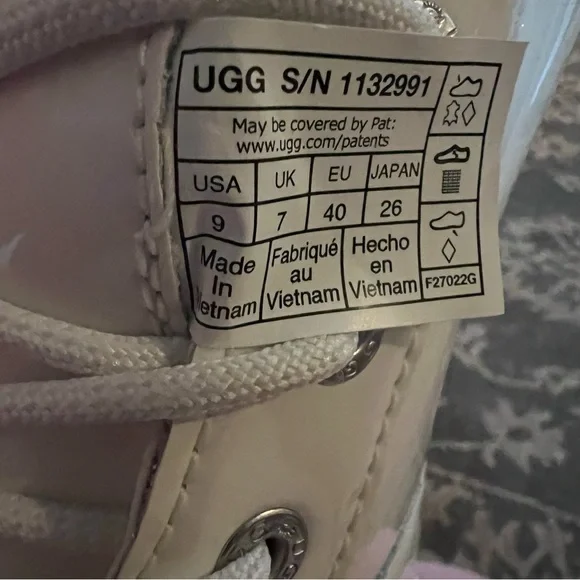 UGG S/N 1132991
May be covered by Pat:
www.ugg.com/patents
USA UK EU JAPAN
9 7 40 26
Made Fabriqué Hecho
In au en
Vietnam Vietnam Vietnam F27022G